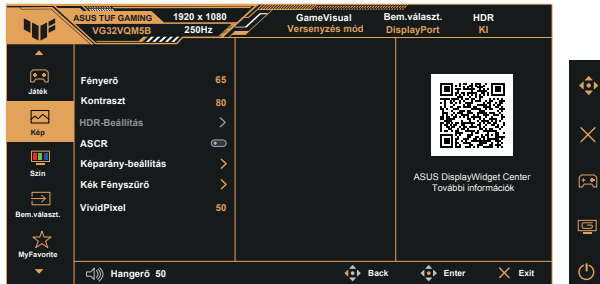 ASUS TUF GAMING 1920 x 1080 GameVisual Bem.választ. HDR
VG32VQM5B 250Hz Versenyzés mód DisplayPort KI
Játék
Kép
Szín
Bem.választ.
MyFavorite
Fényerő 65
Kontraszt 80
HDR-Beállítás
ASCR
Képarány-beállítás
Kék Fényszűrő
VividPixel 50
ASUS DisplayWidget Center
További információk
Hangerő 50 Back Enter Exit